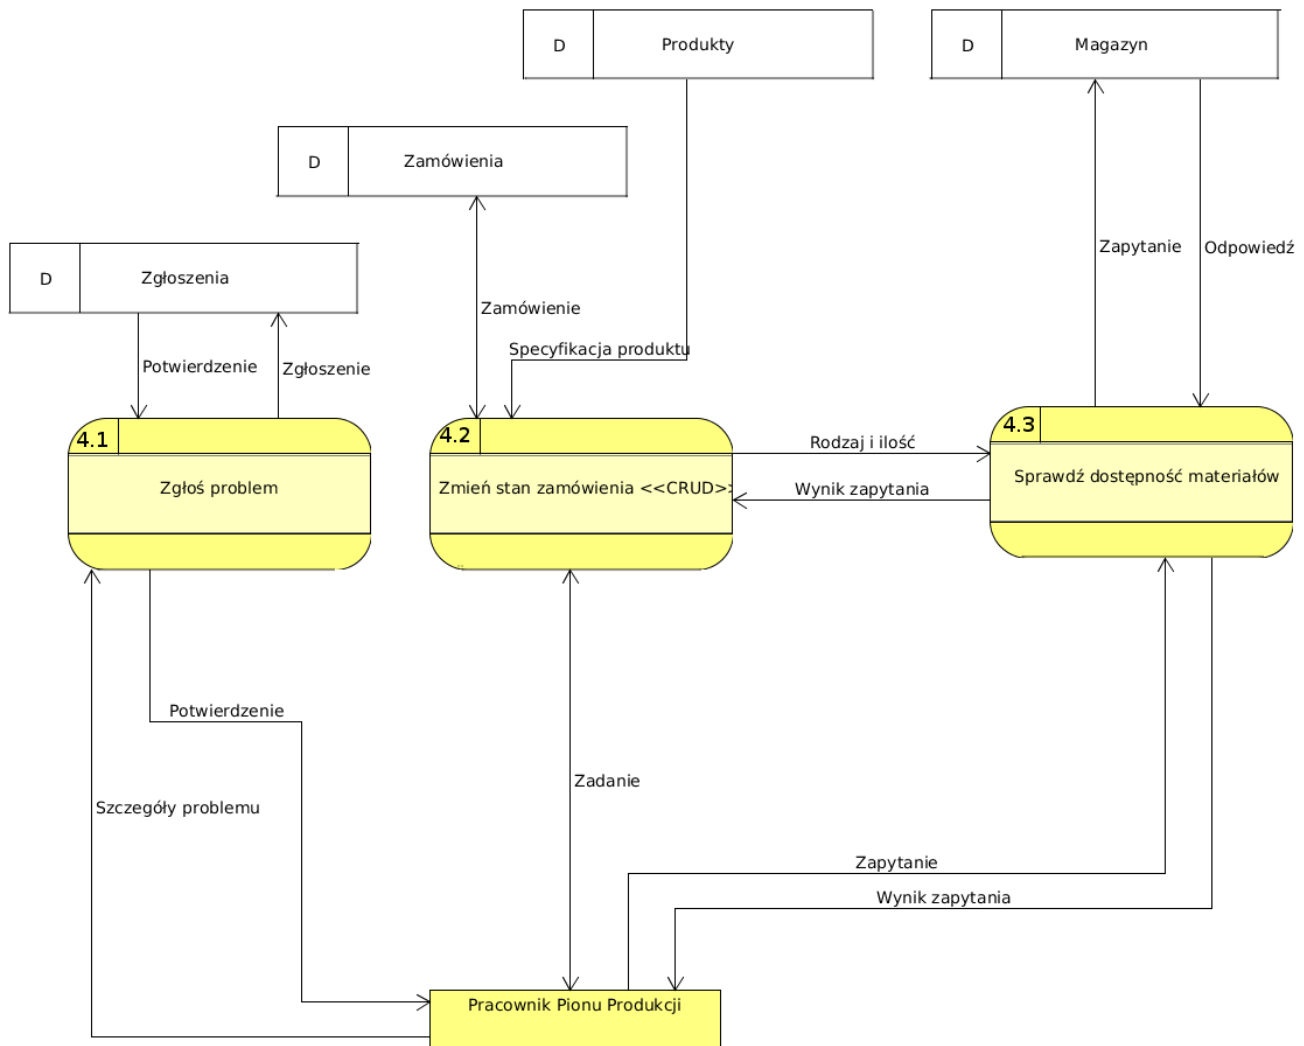 D Produkty
D Magazyn
D Zamówienia
D Zgłoszenia
Zapytanie
Odpowiedź
Zamówienie
Specyfikacja produktu
Potwierdzenie
Zgłoszenie
4.1
Zgłoś problem
4.2
Zmień stan zamówienia <<CRUD>>
4.3
Sprawdź dostępność materiałów
Rodzaj i ilość
Wynik zapytania
Potwierdzenie
Zadanie
Szczegóły problemu
Zapytanie
Wynik zapytania
Pracownik Pionu Produkcji